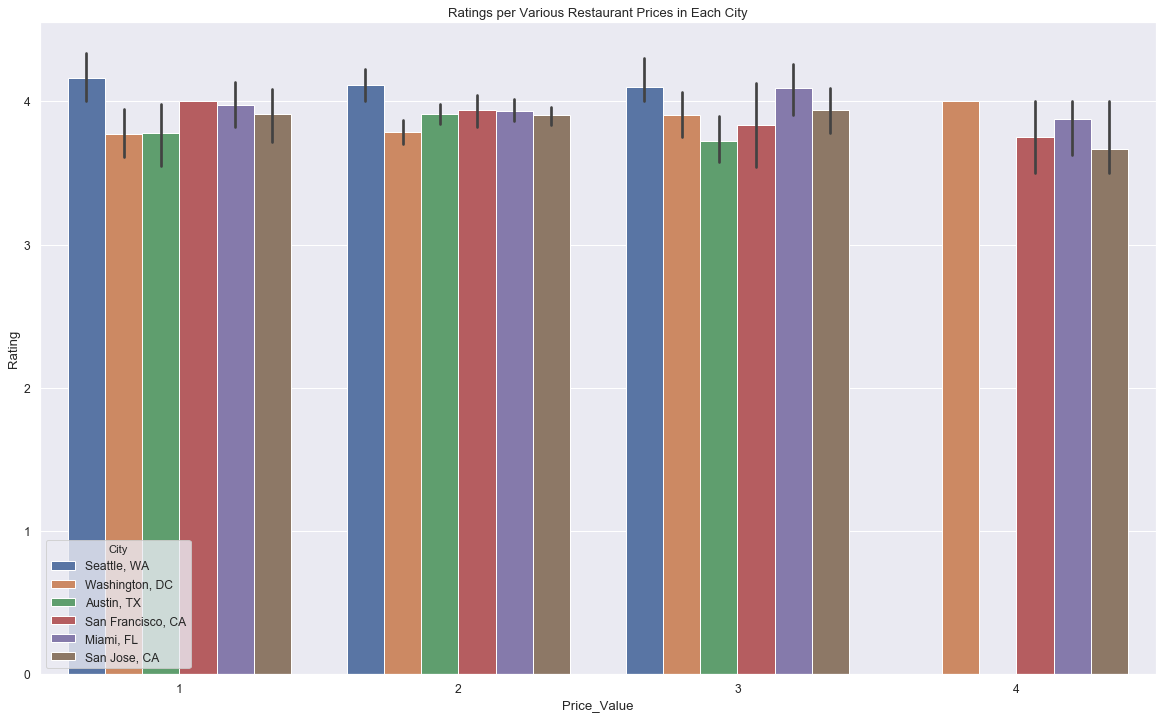 Ratings per Various Restaurant Prices in Each City
Rating
4
3
2
1
0
City
Seattle, WA
Washington, DC
Austin, TX
San Francisco, CA
Miami, FL
San Jose, CA
1 2 3 4
Price_Value